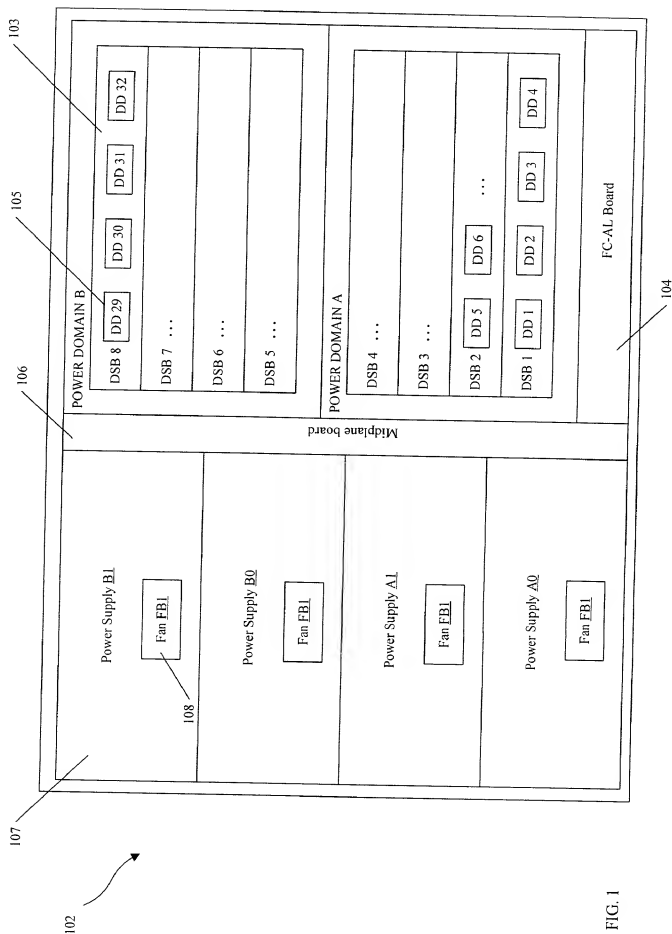 103
105
106
107
102
POWER DOMAIN B
DSB 8 DD 29 DD 30 DD 31 DD 32
DSB 7 ...
DSB 6 ...
DSB 5 ...
POWER DOMAIN A
DSB 4 ...
DSB 3 ...
DSB 2 DD 5 DD 6 ...
DSB 1 DD 1 DD 2 DD 3 DD 4
FC-AL Board
104
Midplane board
Power Supply B1
Fan FB1
108
Power Supply B0
Fan FB1
Power Supply A1
Fan FB1
Power Supply A0
Fan FB1
FIG. 1